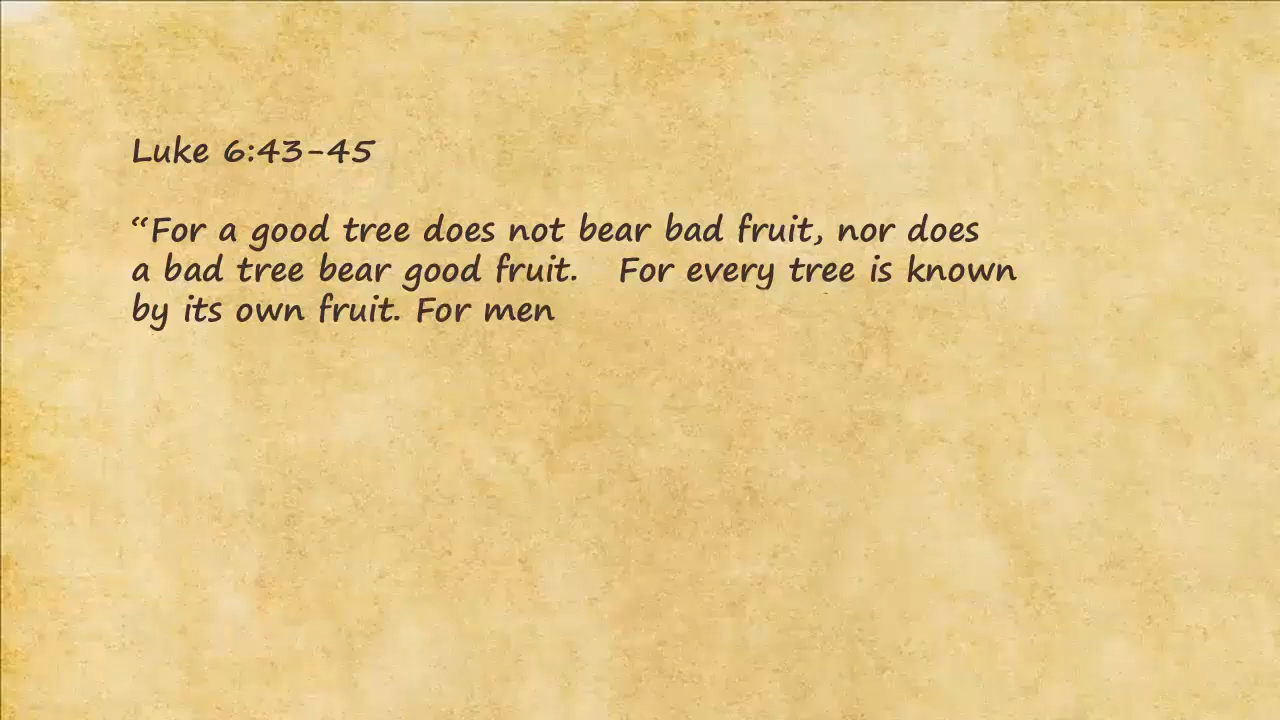 Luke 6:43-45
“For a good tree does not bear bad fruit, nor does
a bad tree bear good fruit.   For every tree is known
by its own fruit. For men